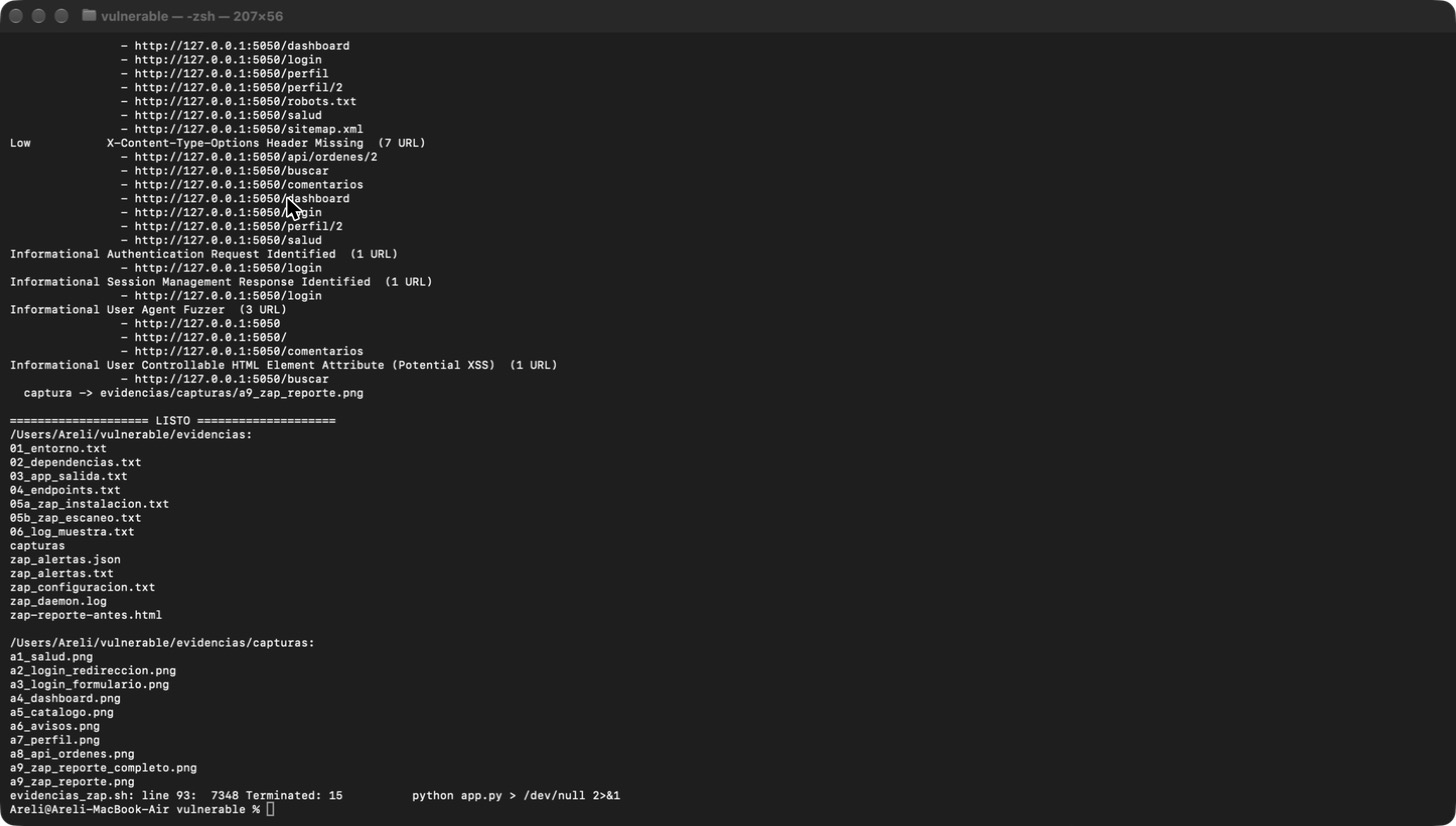 vulnerable — -zsh — 207×56
- http://127.0.0.1:5050/dashboard
- http://127.0.0.1:5050/login
- http://127.0.0.1:5050/perfil
- http://127.0.0.1:5050/perfil/2
- http://127.0.0.1:5050/robots.txt
- http://127.0.0.1:5050/salud
- http://127.0.0.1:5050/sitemap.xml
Low           X-Content-Type-Options Header Missing  (7 URL)
- http://127.0.0.1:5050/api/ordenes/2
- http://127.0.0.1:5050/buscar
- http://127.0.0.1:5050/comentarios
- http://127.0.0.1:5050/dashboard
- http://127.0.0.1:5050/login
- http://127.0.0.1:5050/perfil/2
- http://127.0.0.1:5050/salud
Informational Authentication Request Identified  (1 URL)
- http://127.0.0.1:5050/login
Informational Session Management Response Identified  (1 URL)
- http://127.0.0.1:5050/login
Informational User Agent Fuzzer  (3 URL)
- http://127.0.0.1:5050
- http://127.0.0.1:5050/
- http://127.0.0.1:5050/comentarios
Informational User Controllable HTML Element Attribute (Potential XSS)  (1 URL)
- http://127.0.0.1:5050/buscar
captura -> evidencias/capturas/a9_zap_reporte.png
==================== LISTO ====================
/Users/Areli/vulnerable/evidencias:
01_entorno.txt
02_dependencias.txt
03_app_salida.txt
04_endpoints.txt
05a_zap_instalacion.txt
05b_zap_escaneo.txt
06_log_muestra.txt
capturas
zap_alertas.json
zap_alertas.txt
zap_configuracion.txt
zap_daemon.log
zap-reporte-antes.html
/Users/Areli/vulnerable/evidencias/capturas:
a1_salud.png
a2_login_redireccion.png
a3_login_formulario.png
a4_dashboard.png
a5_catalogo.png
a6_avisos.png
a7_perfil.png
a8_api_ordenes.png
a9_zap_reporte_completo.png
a9_zap_reporte.png
evidencias_zap.sh: line 93:  7348 Terminated: 15          python app.py > /dev/null 2>&1
Areli@Areli-MacBook-Air vulnerable %